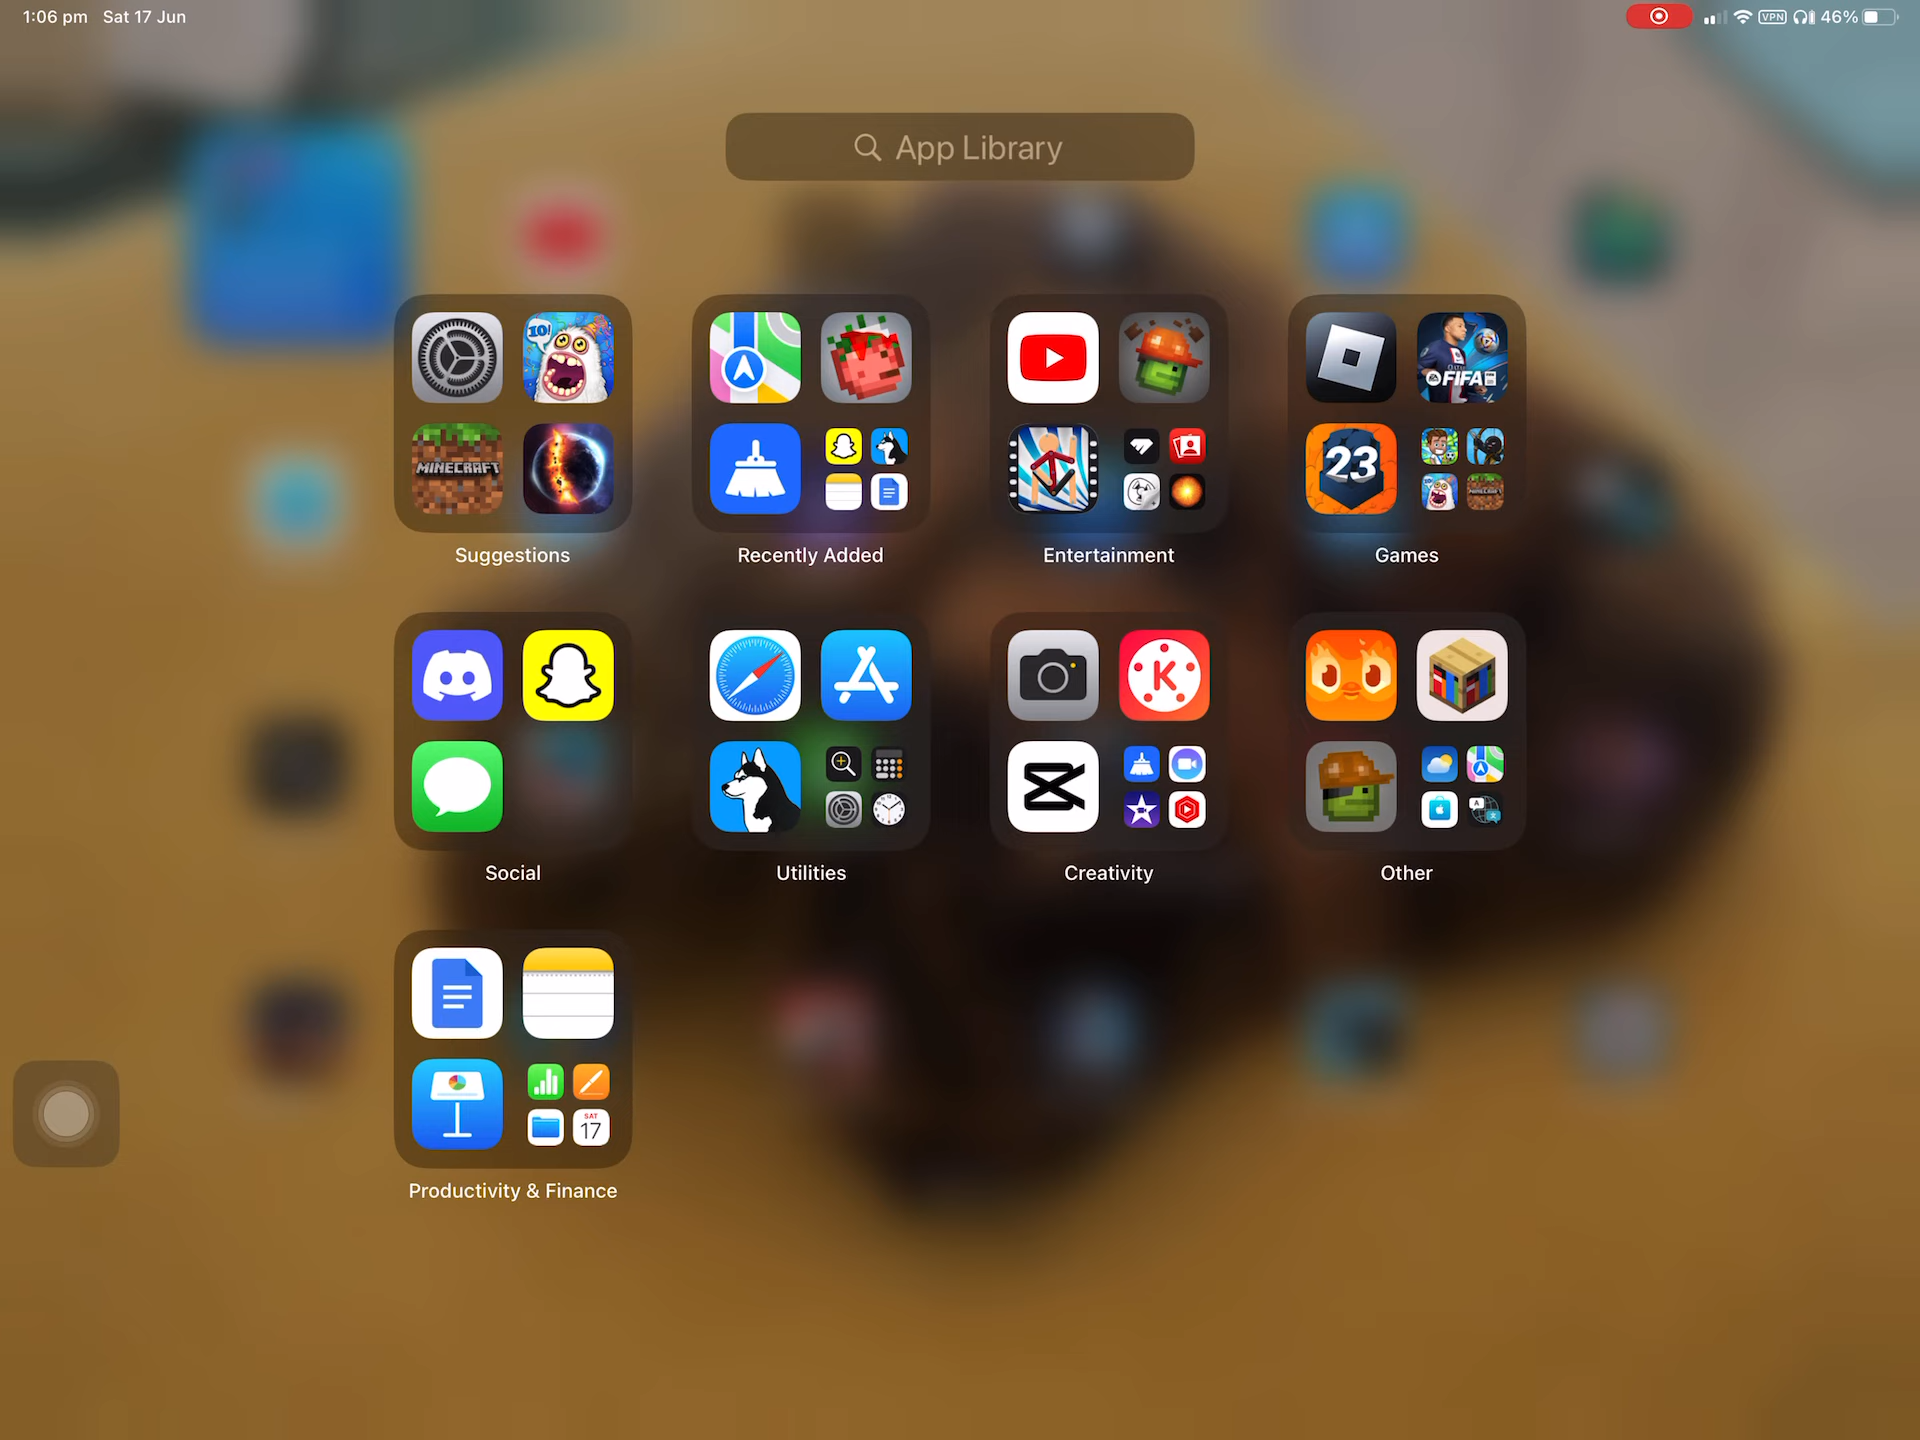 1:06 pm Sat 17 Jun
VPN 46%
App Library
10!
FIFA
MINECRAFT
23
Suggestions
Recently Added
Entertainment
Games
K
Social
Utilities
Creativity
Other
SAT
17
Productivity & Finance